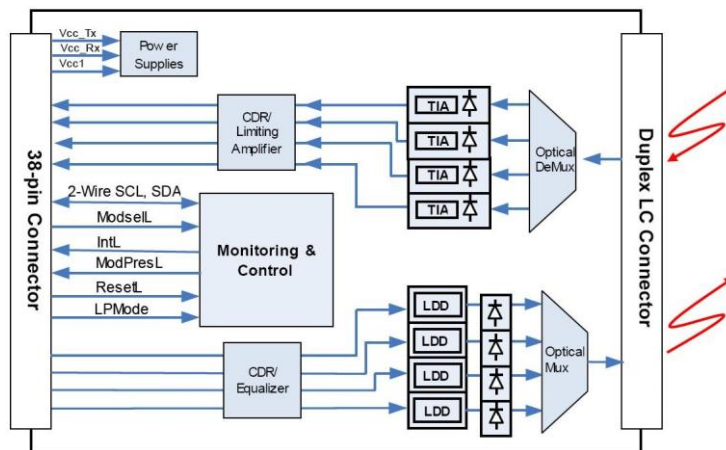 Vcc_Tx
Vcc_Rx
Vcc1
Power
Supplies
38-pin Connector
CDR/
Limiting
Amplifier
TIA
TIA
TIA
TIA
Optical
DeMux
Duplex LC Connector
2-Wire SCL, SDA
ModselL
IntL
ModPresL
ResetL
LPMode
Monitoring &
Control
CDR/
Equalizer
LDD
LDD
LDD
LDD
Optical
Mux